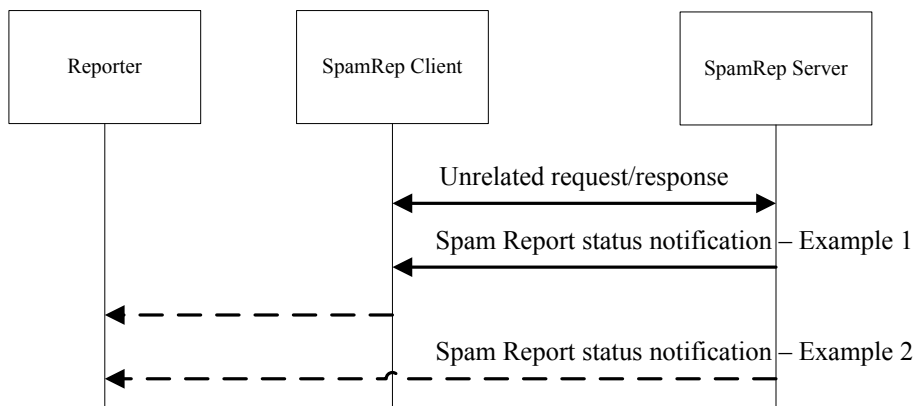 Reporter
SpamRep Client
SpamRep Server
Unrelated request/response
Spam Report status notification – Example 1
Spam Report status notification – Example 2